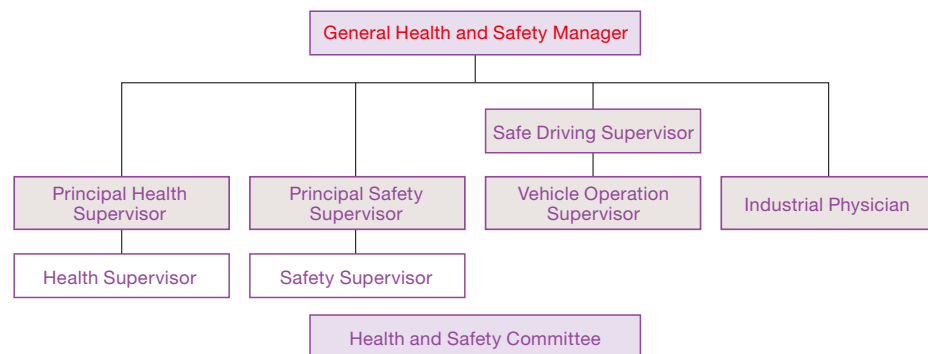 General Health and Safety Manager
Safe Driving Supervisor
Principal Health
Supervisor
Principal Safety
Supervisor
Vehicle Operation
Supervisor
Industrial Physician
Health Supervisor
Safety Supervisor
Health and Safety Committee